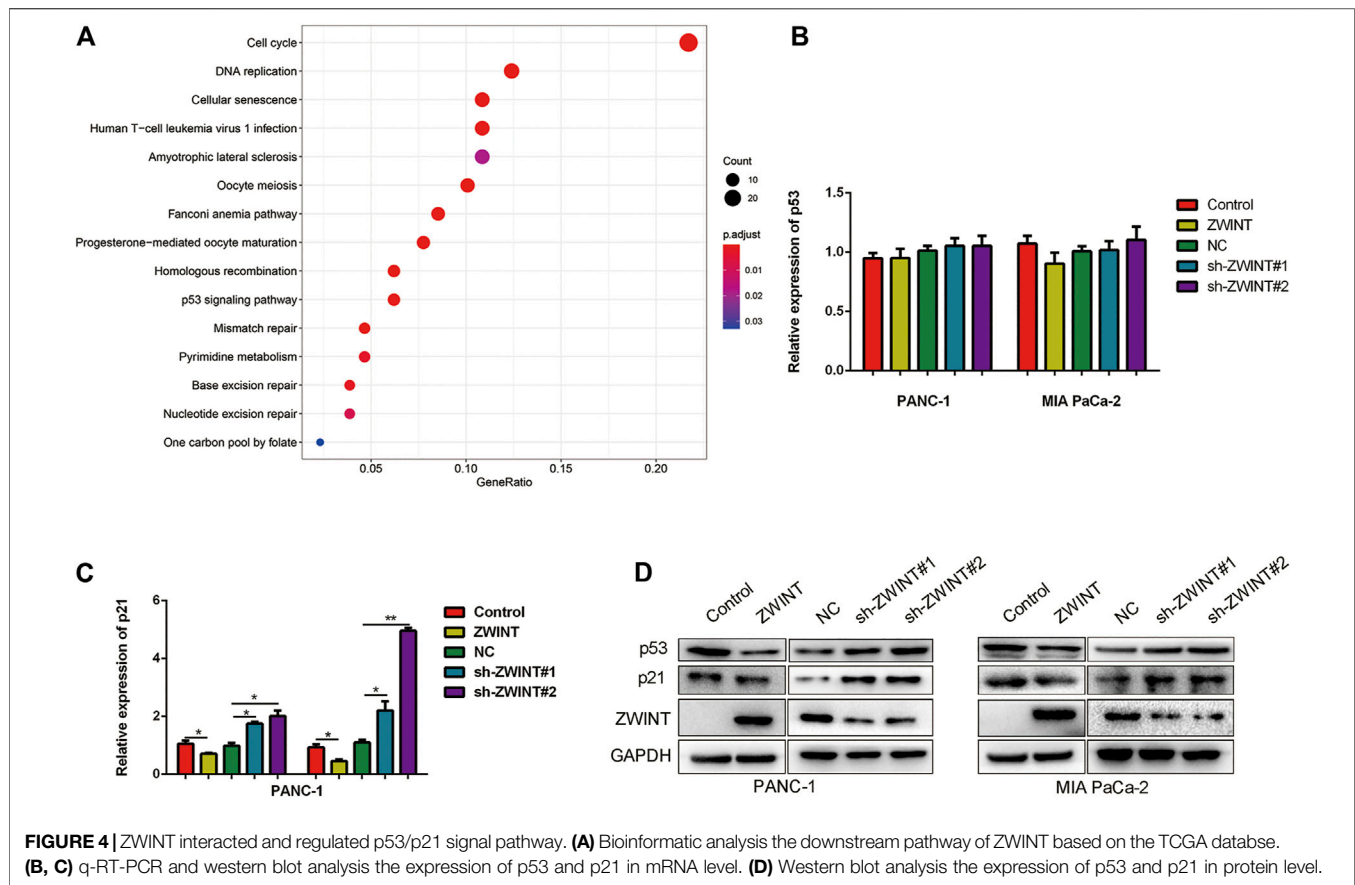 A
Cell cycle
DNA replication
Cellular senescence
Human T−cell leukemia virus 1 infection
Amyotrophic lateral sclerosis
Oocyte meiosis
Fanconi anemia pathway
Progesterone−mediated oocyte maturation
Homologous recombination
p53 signaling pathway
Mismatch repair
Pyrimidine metabolism
Base excision repair
Nucleotide excision repair
One carbon pool by folate
0.05 0.10 0.15 0.20
GeneRatio
Count
10
20
p.adjust
0.01
0.02
0.03
B
Relative expression of p53
1.5
1.0
0.5
0.0
PANC-1 MIA PaCa-2
Control
ZWINT
NC
sh-ZWINT#1
sh-ZWINT#2
C
Relative expression of p21
6
4
2
0
* * * * * **
PANC-1
Control
ZWINT
NC
sh-ZWINT#1
sh-ZWINT#2
D
Control ZWINT NC sh-ZWINT#1 sh-ZWINT#2 Control ZWINT NC sh-ZWINT#1 sh-ZWINT#2
p53
p21
ZWINT
GAPDH
PANC-1 MIA PaCa-2
FIGURE 4 | ZWINT interacted and regulated p53/p21 signal pathway. (A) Bioinformatic analysis the downstream pathway of ZWINT based on the TCGA databse.
(B, C) q-RT-PCR and western blot analysis the expression of p53 and p21 in mRNA level. (D) Western blot analysis the expression of p53 and p21 in protein level.